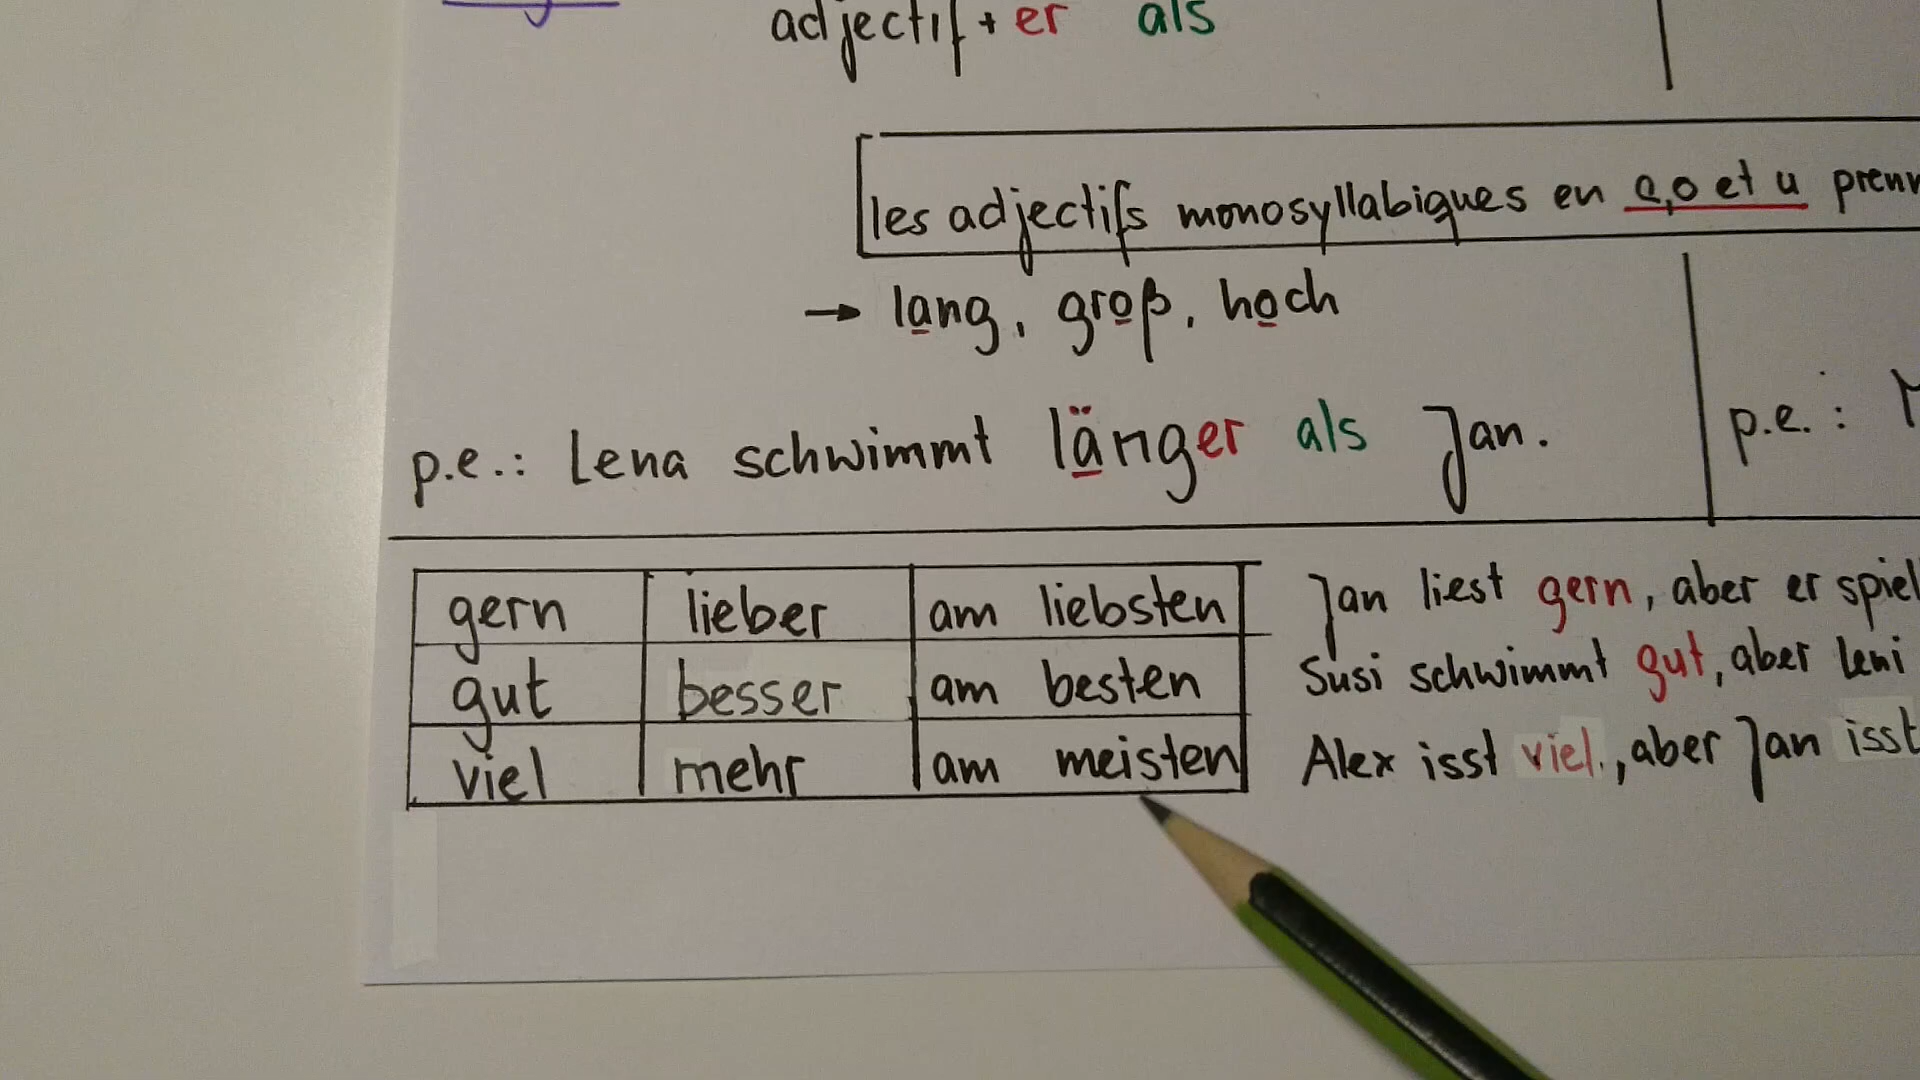 adjectif + er als
les adjectifs monosyllabiques en a, o et u
→ lang, groß, hoch
p.e.: Lena schwimmt länger als Jan.
p.e.:
gern lieber am liebsten
gut besser am besten
viel mehr am meisten
Jan liest gern, aber er
Susi schwimmt gut, aber Leni
Alex isst viel, aber Jan isst